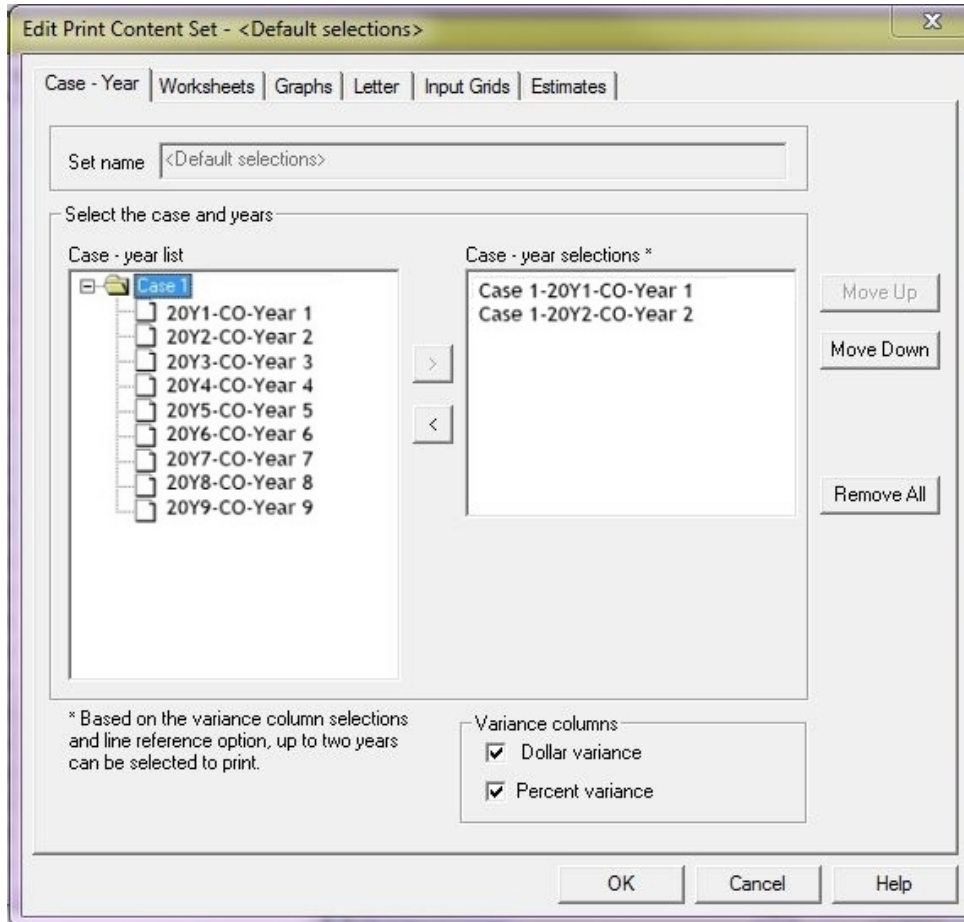 Edit Print Content Set - <Default selections>
Case - Year Worksheets Graphs Letter Input Grids Estimates
Set name <Default selections>
Select the case and years
Case - year list
Case 1
20Y1-CO-Year 1
20Y2-CO-Year 2
20Y3-CO-Year 3
20Y4-CO-Year 4
20Y5-CO-Year 5
20Y6-CO-Year 6
20Y7-CO-Year 7
20Y8-CO-Year 8
20Y9-CO-Year 9
>
<
Case - year selections *
Case 1-20Y1-CO-Year 1
Case 1-20Y2-CO-Year 2
Move Up
Move Down
Remove All
* Based on the variance column selections
and line reference option, up to two years
can be selected to print.
Variance columns
Dollar variance
Percent variance
OK Cancel Help